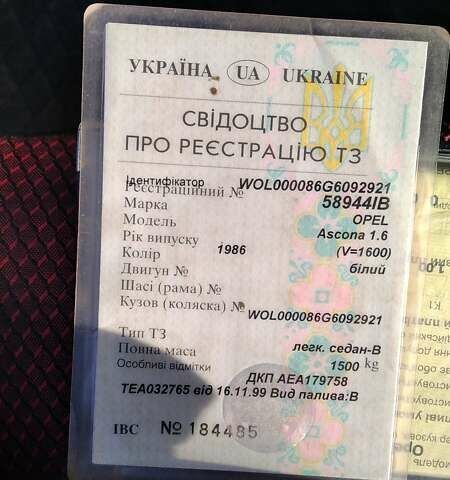 УКРАЇНА UA UKRAINE
СВІДОЦТВО
ПРО РЕЄСТРАЦІЮ ТЗ
Ідентифікатор WOL000086G6092921
Реєстраційний № 58944ІВ
Марка OPEL
Модель Ascona 1.6
Рік випуску 1986 (V=1600)
Колір білий
Двигун №
Шасі (рама) №
Кузов (коляска) № WOL000086G6092921
Тип ТЗ легк. седан-В
Повна маса 1500 kg
Особливі відмітки ДКП АЕА179758
ТЕА032765 від 16.11.99 Вид палива:В
ІВС № 184485